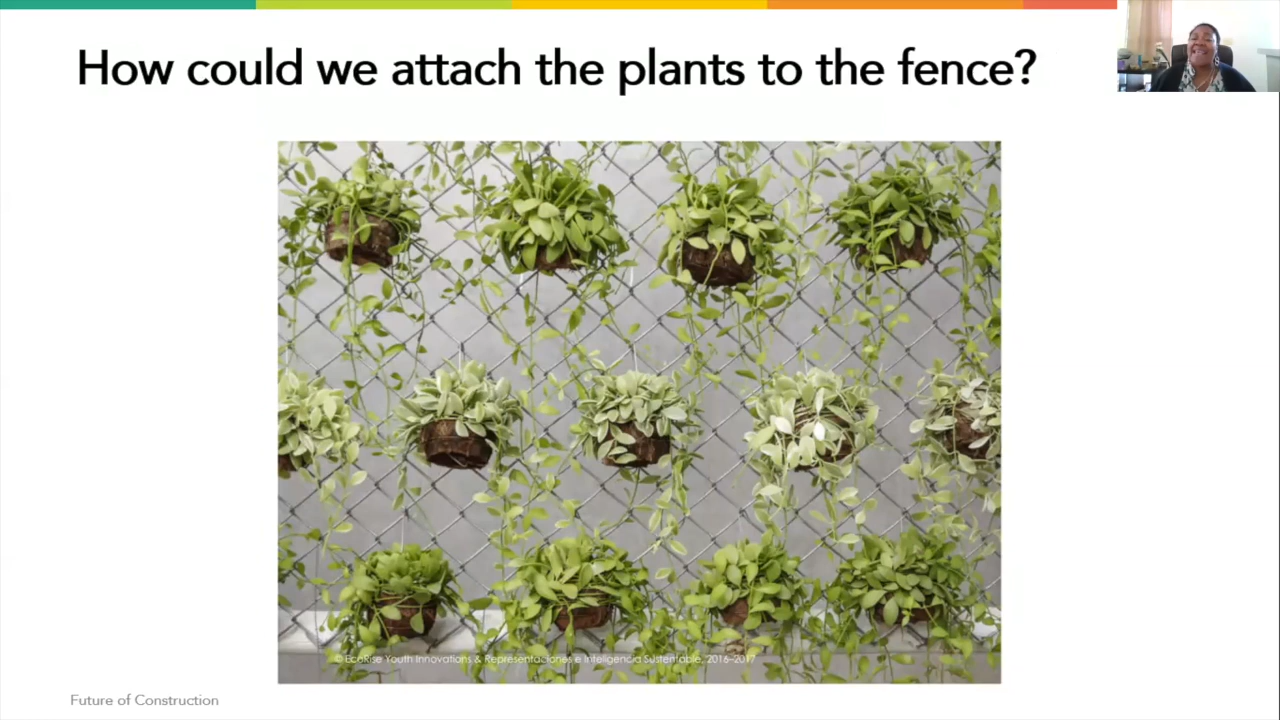 How could we attach the plants to the fence?
© EcoRise Youth Innovations & Representaciones e Inteligencia Sustentable, 2016–2017
Future of Construction